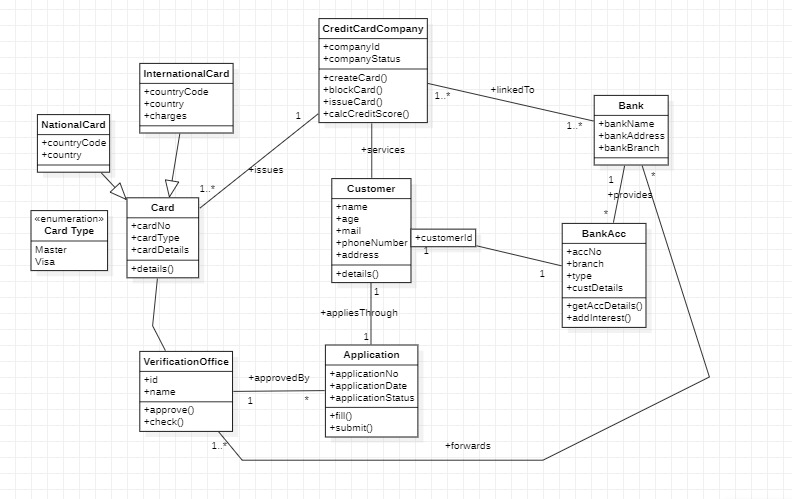 CreditCardCompany
+companyId
+companyStatus
+createCard()
+blockCard()
+issueCard()
+calcCreditScore()
InternationalCard
+countryCode
+country
+charges
NationalCard
+countryCode
+country
«enumeration»
Card Type
Master
Visa
Card
+cardNo
+cardType
+cardDetails
+details()
1
+issues
1..*
+services
+linkedTo
1..*
1..*
Bank
+bankName
+bankAddress
+bankBranch
1
*
+provides
*
Customer
+name
+age
+mail
+phoneNumber
+address
+details()
+customerId
1
1
BankAcc
+accNo
+branch
+type
+custDetails
+getAccDetails()
+addInterest()
1
+appliesThrough
1
VerificationOffice
+id
+name
+approve()
+check()
+approvedBy
1
*
Application
+applicationNo
+applicationDate
+applicationStatus
+fill()
+submit()
1..*
+forwards